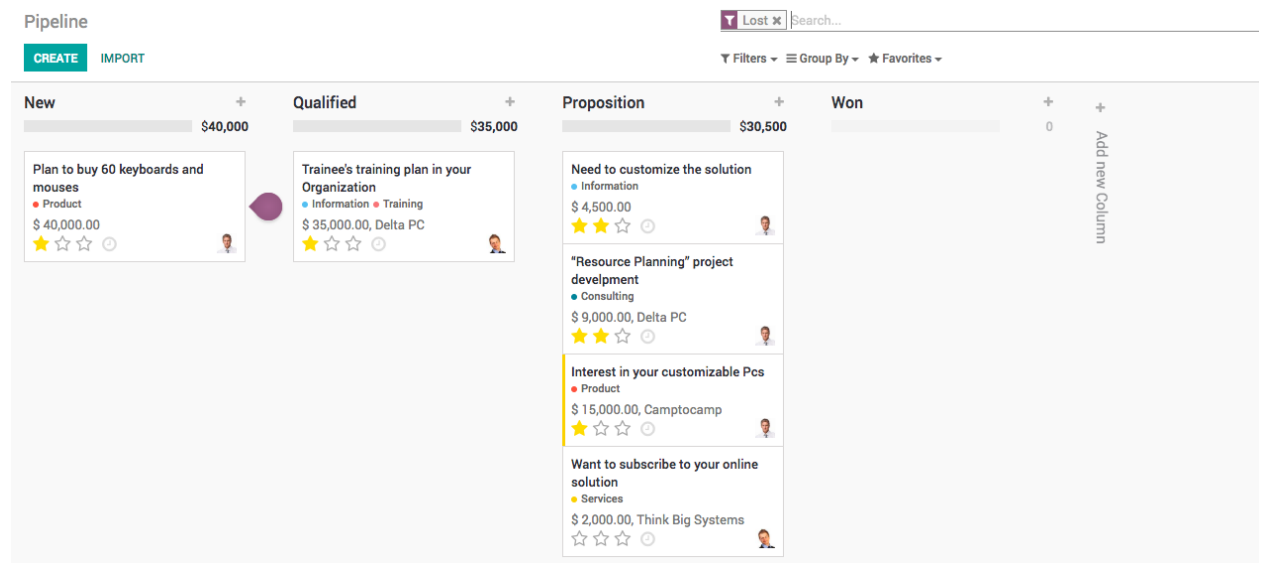 Pipeline
Lost ×
Search...
CREATE
IMPORT
Filters
Group By
Favorites
New +
$40,000
Plan to buy 60 keyboards and
mouses
Product
$ 40,000.00
Qualified +
$35,000
Trainee's training plan in your
Organization
Information Training
$ 35,000.00, Delta PC
Proposition +
$30,500
Need to customize the solution
Information
$ 4,500.00
“Resource Planning” project
develpment
Consulting
$ 9,000.00, Delta PC
Interest in your customizable Pcs
Product
$ 15,000.00, Camptocamp
Want to subscribe to your online
solution
Services
$ 2,000.00, Think Big Systems
Won +
0
+
Add new Column